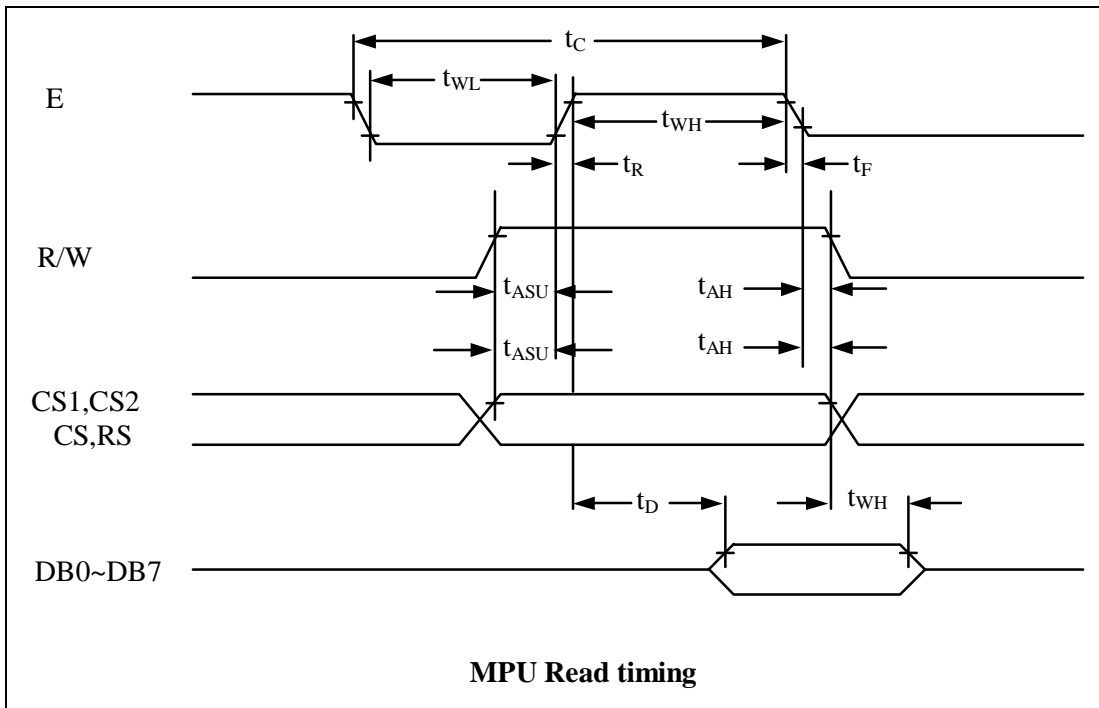 tC
tWL
E
tWH
tR
tF
R/W
tASU
tAH
tASU
tAH
CS1,CS2
CS,RS
tD
tWH
DB0~DB7
MPU Read timing